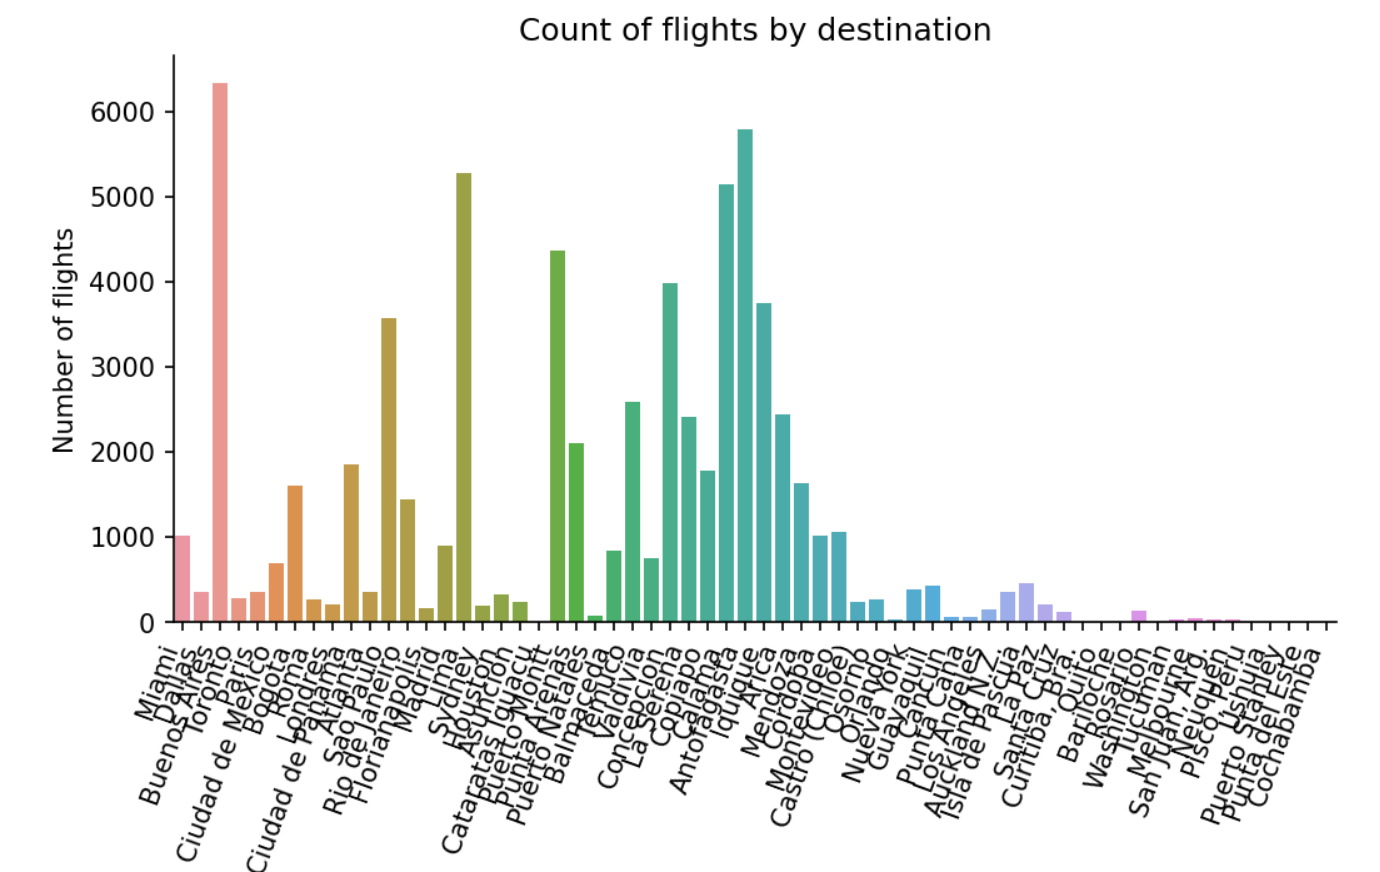 Count of flights by destination
Number of flights
6000
5000
4000
3000
2000
1000
0
Miami
Dallas
Buenos Aires
Toronto
Paris
Ciudad de Mexico
Bogota
Roma
Londres
Ciudad de Panama
Atlanta
Sao Paulo
Rio de Janeiro
Florianapolis
Madrid
Lima
Sydney
Houston
Asuncion
Cataratas Iguacu
Puerto Montt
Punta Arenas
Puerto Natales
Balmaceda
Temuco
Valdivia
Concepcion
La Serena
Copiapo
Calama
Antofagasta
Iquique
Arica
Mendoza
Cordoba
Montevideo
Castro (Chiloe)
Osorno
Orlando
Nueva York
Guayaquil
Cancun
Punta Cana
Los Angeles
Auckland N.Z.
Isla de Pascua
La Paz
Santa Cruz
Curitiba, Bra.
Quito
Bariloche
Rosario
Washington
Tucuman
Melbourne
San Juan, Arg.
Neuquen
Pisco, Peru
Ushuia
Puerto Stanley
Punta del Este
Cochabamba